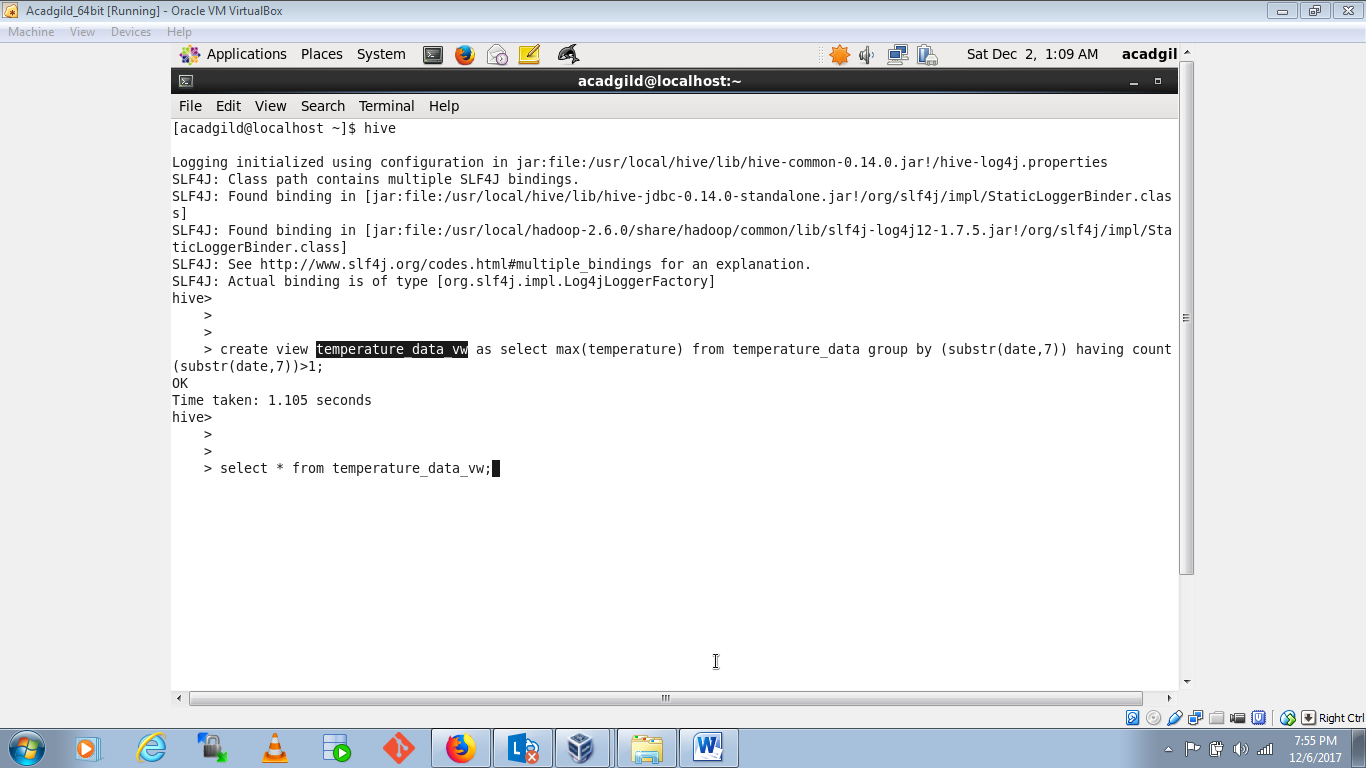 Acadgild_64bit [Running] - Oracle VM VirtualBox
Machine View Devices Help
Applications Places System Sat Dec 2, 1:09 AM acadgil
acadgild@localhost:~
File Edit View Search Terminal Help
[acadgild@localhost ~]$ hive
Logging initialized using configuration in jar:file:/usr/local/hive/lib/hive-common-0.14.0.jar!/hive-log4j.properties
SLF4J: Class path contains multiple SLF4J bindings.
SLF4J: Found binding in [jar:file:/usr/local/hive/lib/hive-jdbc-0.14.0-standalone.jar!/org/slf4j/impl/StaticLoggerBinder.clas
s]
SLF4J: Found binding in [jar:file:/usr/local/hadoop-2.6.0/share/hadoop/common/lib/slf4j-log4j12-1.7.5.jar!/org/slf4j/impl/Sta
ticLoggerBinder.class]
SLF4J: See http://www.slf4j.org/codes.html#multiple_bindings for an explanation.
SLF4J: Actual binding is of type [org.slf4j.impl.Log4jLoggerFactory]
hive>
>
>
> create view temperature_data_vw as select max(temperature) from temperature_data group by (substr(date,7)) having count
(substr(date,7))>1;
OK
Time taken: 1.105 seconds
hive>
>
>
> select * from temperature_data_vw;
Right Ctrl
7:55 PM
12/6/2017